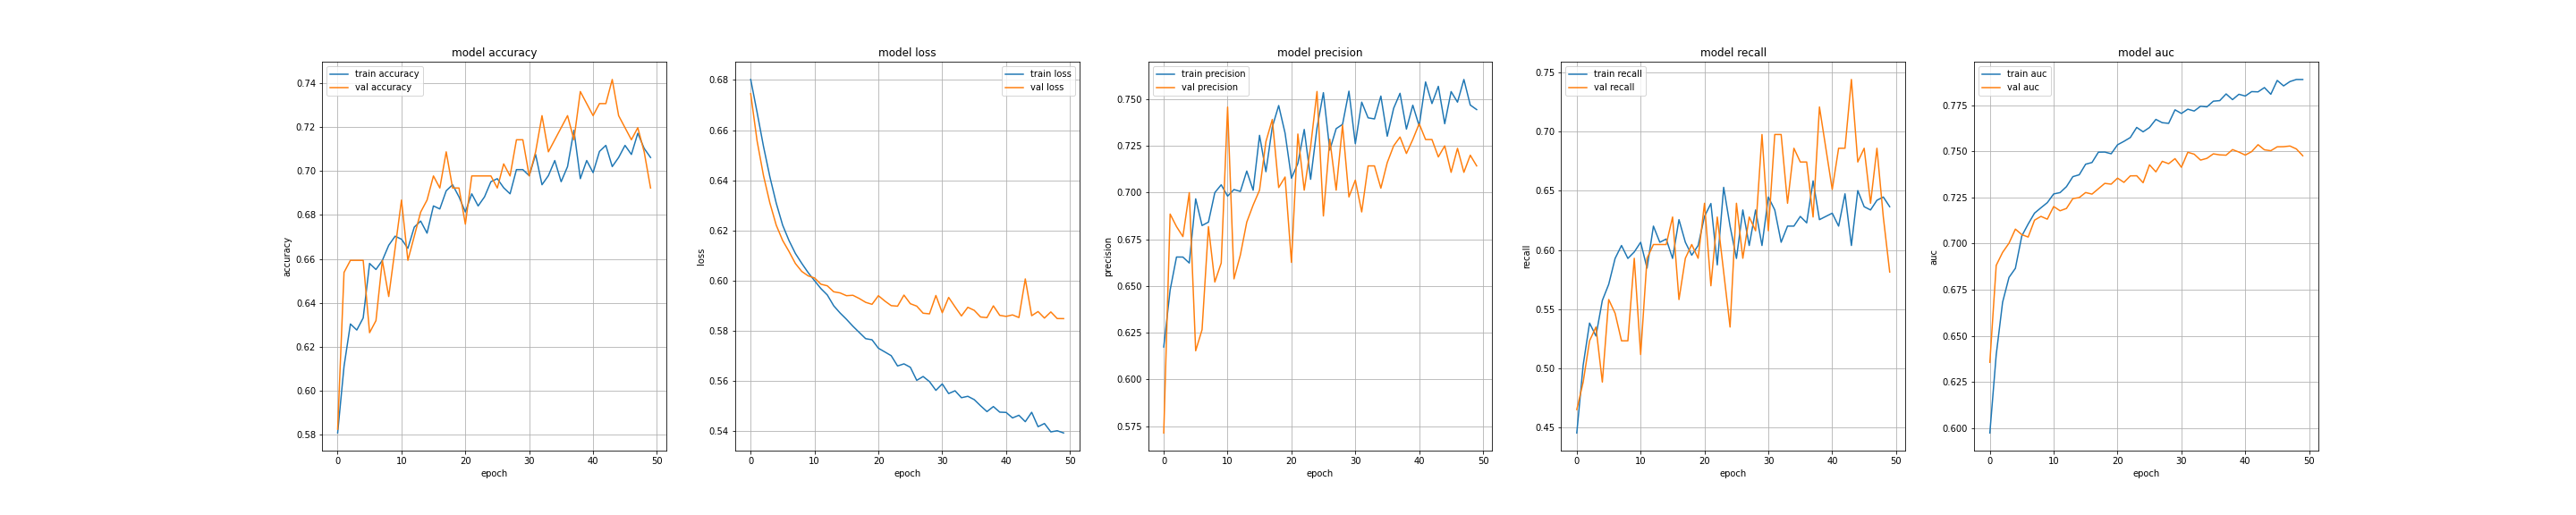 model accuracy
train accuracy
val accuracy
0.74
0.72
0.70
0.68
0.66
0.64
0.62
0.60
0.58
accuracy
0 10 20 30 40 50
epoch
model loss
train loss
val loss
0.68
0.66
0.64
0.62
0.60
0.58
0.56
0.54
loss
0 10 20 30 40 50
epoch
model precision
train precision
val precision
0.750
0.725
0.700
0.675
0.650
0.625
0.600
0.575
precision
0 10 20 30 40 50
epoch
model recall
train recall
val recall
0.75
0.70
0.65
0.60
0.55
0.50
0.45
recall
0 10 20 30 40 50
epoch
model auc
train auc
val auc
0.775
0.750
0.725
0.700
0.675
0.650
0.625
0.600
auc
0 10 20 30 40 50
epoch